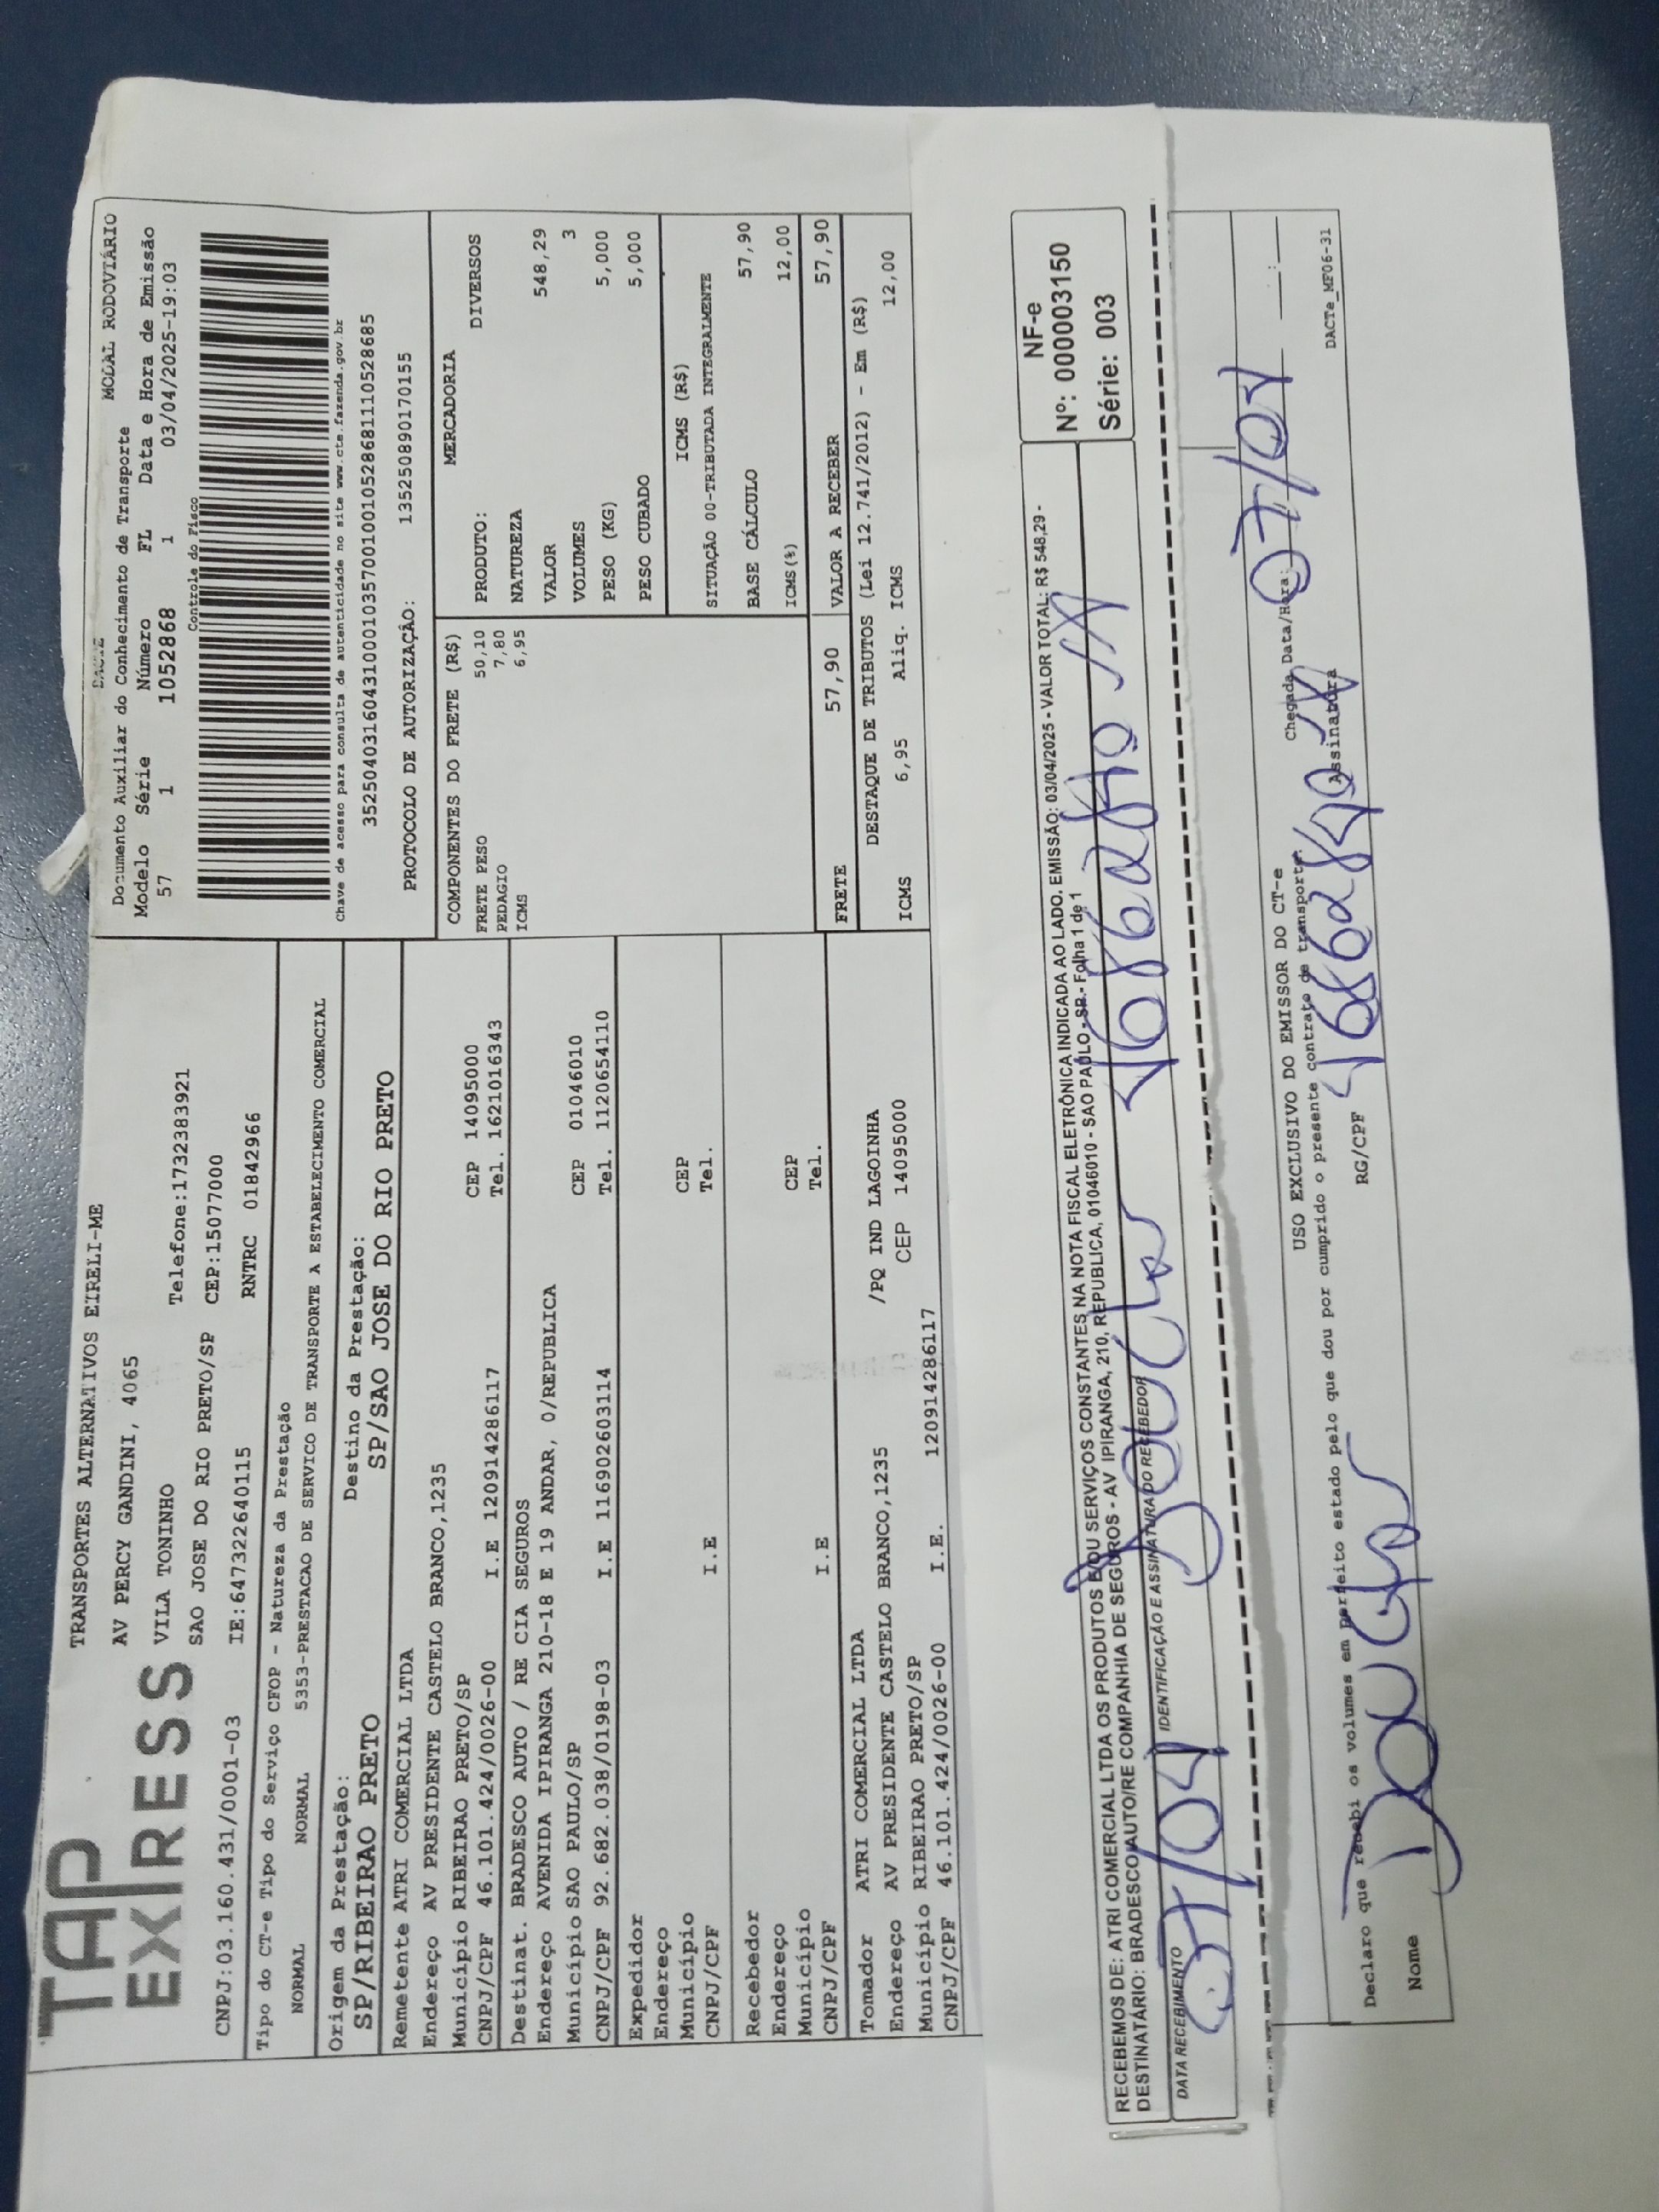 TAP EXPRESS
TRANSPORTES ALTERNATIVOS EIRELI-ME
AV PERCY GANDINI, 4065
VILA TONINHO Telefone:1732383921
SAO JOSE DO RIO PRETO/SP CEP:15077000
CNPJ:03.160.431/0001-03 IE:647322640115 RNTRC 01842966
Tipo do CT-e Tipo do Serviço CFOP - Natureza da Prestação
NORMAL NORMAL 5353-PRESTACAO DE SERVICO DE TRANSPORTE A ESTABELECIMENTO COMERCIAL
Origem da Prestação: Destino da Prestação:
SP/RIBEIRAO PRETO SP/SAO JOSE DO RIO PRETO
Remetente ATRI COMERCIAL LTDA
Endereço AV PRESIDENTE CASTELO BRANCO,1235
Município RIBEIRAO PRETO/SP CEP 14095000
CNPJ/CPF 46.101.424/0026-00 I.E 120914286117 Tel. 1621016343
Destinat. BRADESCO AUTO / RE CIA SEGUROS
Endereço AVENIDA IPIRANGA 210-18 E 19 ANDAR, 0/REPUBLICA
Município SAO PAULO/SP CEP 01046010
CNPJ/CPF 92.682.038/0198-03 I.E 116902603114 Tel. 1120654110
Expedidor
Endereço
Município CEP
CNPJ/CPF I.E Tel.
Recebedor
Endereço
Município CEP
CNPJ/CPF I.E Tel.
Tomador ATRI COMERCIAL LTDA
Endereço AV PRESIDENTE CASTELO BRANCO,1235 /PQ IND LAGOINHA
Município RIBEIRAO PRETO/SP CEP 14095000
CNPJ/CPF 46.101.424/0026-00 I.E. 120914286117
DACTE MODAL RODOVIÁRIO
Documento Auxiliar do Conhecimento de Transporte
Modelo Série Número FL Data e Hora de Emissão
57 1 1052868 1 03/04/2025-19:03
Controle do Fisco
Chave de acesso para consulta de autenticidade no site www.cte.fazenda.gov.br
35250403160431000103570010010528681110528685
PROTOCOLO DE AUTORIZAÇÃO: 135250890170155
COMPONENTES DO FRETE (R$)
FRETE PESO 50,10
PEDAGIO 7,80
ICMS 6,95
MERCADORIA
PRODUTO: DIVERSOS
NATUREZA
VALOR 548,29
VOLUMES 3
PESO (KG) 5,000
PESO CUBADO 5,000
ICMS (R$)
SITUAÇÃO 00-TRIBUTADA INTEGRALMENTE
BASE CÁLCULO 57,90
ICMS(%) 12,00
FRETE 57,90 VALOR A RECEBER 57,90
DESTAQUE DE TRIBUTOS (Lei 12.741/2012) - Em (R$)
ICMS 6,95 Aliq. ICMS 12,00
RECEBEMOS DE: ATRI COMERCIAL LTDA OS PRODUTOS E/OU SERVIÇOS CONSTANTES NA NOTA FISCAL ELETRÔNICA INDICADA AO LADO. EMISSÃO: 03/04/2025 - VALOR TOTAL: R$ 548,29 -
DESTINATÁRIO: BRADESCO AUTO/RE COMPANHIA DE SEGUROS - AV IPIRANGA, 210, REPUBLICA, 01046010 - SAO PAULO - SP.- Folha 1 de 1
NF-e
Nº: 000003150
Série: 003
DATA RECEBIMENTO IDENTIFICAÇÃO E ASSINATURA DO RECEBEDOR
07/04
USO EXCLUSIVO DO EMISSOR DO CT-e
Declaro que recebi os volumes em perfeito estado pelo que dou por cumprido o presente contrato de transporte.
Chegada Data/Hora: 07/04 :
Nome RG/CPF Assinatura
DACTe_MF06-31